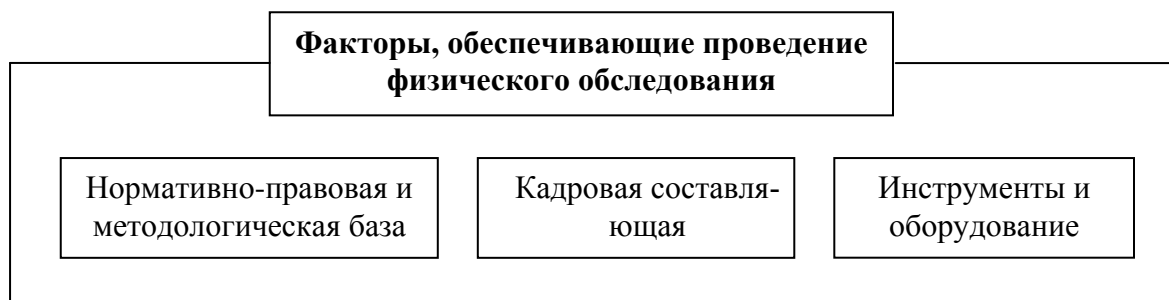 Факторы, обеспечивающие проведение
физического обследования
Нормативно-правовая и
методологическая база
Кадровая составля-
ющая
Инструменты и
оборудование